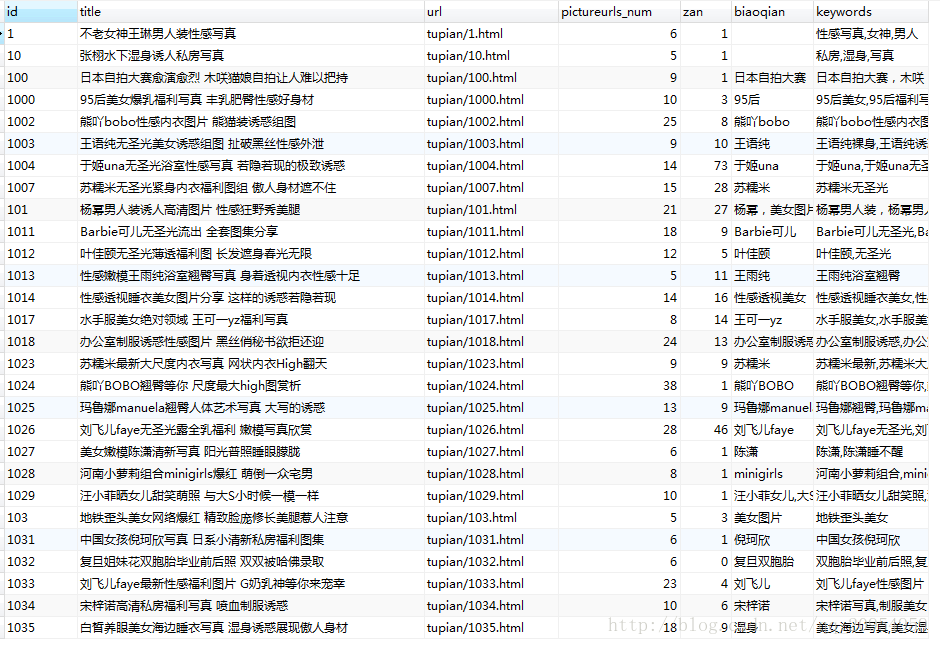 id title url pictureurls_num zan biaoqian keywords
1 不老女神王琳男人装性感写真 tupian/1.html 6 1 性感写真,女神,男人
10 张栩水下湿身诱人私房写真 tupian/10.html 5 1 私房,湿身,写真
100 日本自拍大赛愈演愈烈 木咲猫娘自拍让人难以把持 tupian/100.html 9 1 日本自拍大赛 日本自拍大赛，木咲
1000 95后美女爆乳福利写真 丰乳肥臀性感好身材 tupian/1000.html 10 3 95后 95后美女,95后福利写
1002 熊吖bobo性感内衣图片 熊猫装诱惑组图 tupian/1002.html 25 8 熊吖bobo 熊吖bobo性感内衣图
1003 王语纯无圣光美女诱惑组图 扯破黑丝性感外泄 tupian/1003.html 9 10 王语纯 王语纯裸身,王语纯诱
1004 于姬una无圣光浴室性感写真 若隐若现的极致诱惑 tupian/1004.html 14 73 于姬una 于姬una,于姬una无圣
1007 苏糯米无圣光紧身内衣福利图组 傲人身材遮不住 tupian/1007.html 15 28 苏糯米 苏糯米无圣光
101 杨幂男人装诱人高清图片 性感狂野秀美腿 tupian/101.html 21 27 杨幂，美女图片 杨幂男人装，杨幂男人
1011 Barbie可儿无圣光流出 全套图集分享 tupian/1011.html 18 9 Barbie可儿 Barbie可儿无圣光,Ba
1012 叶佳颐无圣光薄透福利图 长发遮身春光无限 tupian/1012.html 12 5 叶佳颐 叶佳颐,无圣光
1013 性感嫩模王雨纯浴室翘臀写真 身着透视内衣性感十足 tupian/1013.html 5 11 王雨纯 王雨纯浴室翘臀
1014 性感透视睡衣美女图片分享 这样的诱惑若隐若现 tupian/1014.html 14 16 性感透视美女 性感透视睡衣美女,性
1017 水手服美女绝对领域 王可一yz福利写真 tupian/1017.html 8 14 王可一yz 水手服美女,水手服美
1018 办公室制服诱惑性感图片 黑丝俏秘书欲拒还迎 tupian/1018.html 24 13 办公室制服诱惑 办公室制服诱惑,办公
1023 苏糯米最新大尺度内衣写真 网状内衣High翻天 tupian/1023.html 9 9 苏糯米 苏糯米最新,苏糯米大
1024 熊吖BOBO翘臀等你 尺度最大high图赏析 tupian/1024.html 38 1 熊吖BOBO 熊吖BOBO翘臀等你,
1025 玛鲁娜manuela翘臀人体艺术写真 大写的诱惑 tupian/1025.html 13 9 玛鲁娜manuel 玛鲁娜翘臀,玛鲁娜ma
1026 刘飞儿faye无圣光露全乳福利 嫩模写真欣赏 tupian/1026.html 28 46 刘飞儿faye 刘飞儿faye无圣光,刘
1027 美女嫩模陈潇清新写真 阳光普照睡眼朦胧 tupian/1027.html 6 1 陈潇 陈潇,陈潇睡不醒
1028 河南小萝莉组合minigirls爆红 萌倒一众宅男 tupian/1028.html 8 1 minigirls 河南小萝莉组合,mini
1029 汪小菲晒女儿甜笑萌照 与大S小时候一模一样 tupian/1029.html 10 1 汪小菲女儿,大S 汪小菲晒女儿甜笑照,
103 地铁歪头美女网络爆红 精致脸庞修长美腿惹人注意 tupian/103.html 5 3 美女图片 地铁歪头美女
1031 中国女孩倪珂欣写真 日系小清新私房福利图集 tupian/1031.html 6 1 倪珂欣 中国女孩倪珂欣
1032 复旦姐妹花双胞胎毕业前后照 双双被哈佛录取 tupian/1032.html 6 0 复旦双胞胎 双胞胎毕业前后照,复
1033 刘飞儿faye最新性感福利图片 G奶乳神等你来宠幸 tupian/1033.html 23 4 刘飞儿 刘飞儿faye性感图片
1034 宋梓诺高清私房福利写真 喷血制服诱惑 tupian/1034.html 10 6 宋梓诺 宋梓诺写真,制服美女
1035 白皙养眼美女海边睡衣写真 湿身诱惑展现傲人身材 tupian/1035.html 18 9 湿身 美女海边写真,美女湿